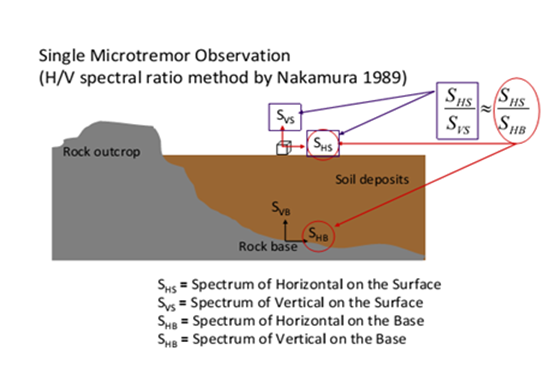 Single Microtremor Observation
(H/V spectral ratio method by Nakamura 1989)
S_HS / S_VS ≈ S_HS / S_HB
S_VS
Rock outcrop
S_HS
Soil deposits
S_VB
S_HB
Rock base
S_HS = Spectrum of Horizontal on the Surface
S_VS = Spectrum of Vertical on the Surface
S_HB = Spectrum of Horizontal on the Base
S_HB = Spectrum of Vertical on the Base